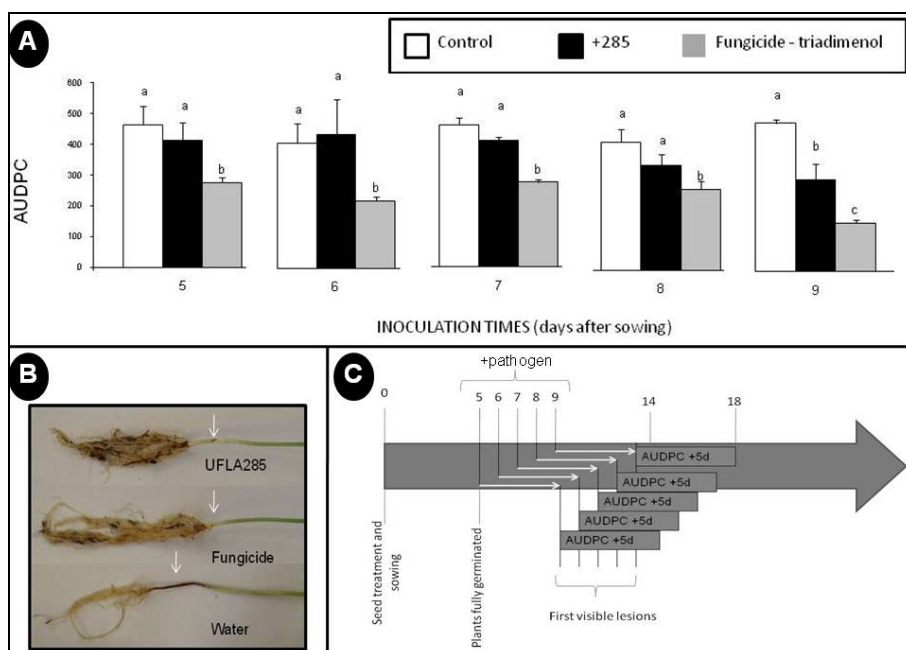 A
Control
+285
Fungicide - triadimenol
AUDPC
600
500
400
300
200
100
0
a a b
a a b
a a b
a a b
a b c
5 6 7 8 9
INOCULATION TIMES (days after sowing)
B
UFLA285
Fungicide
Water
C
+pathogen
0 5 6 7 8 9 14 18
AUDPC +5d
AUDPC +5d
AUDPC +5d
AUDPC +5d
AUDPC +5d
Seed treatment and
sowing
Plants fully germinated
First visible lesions